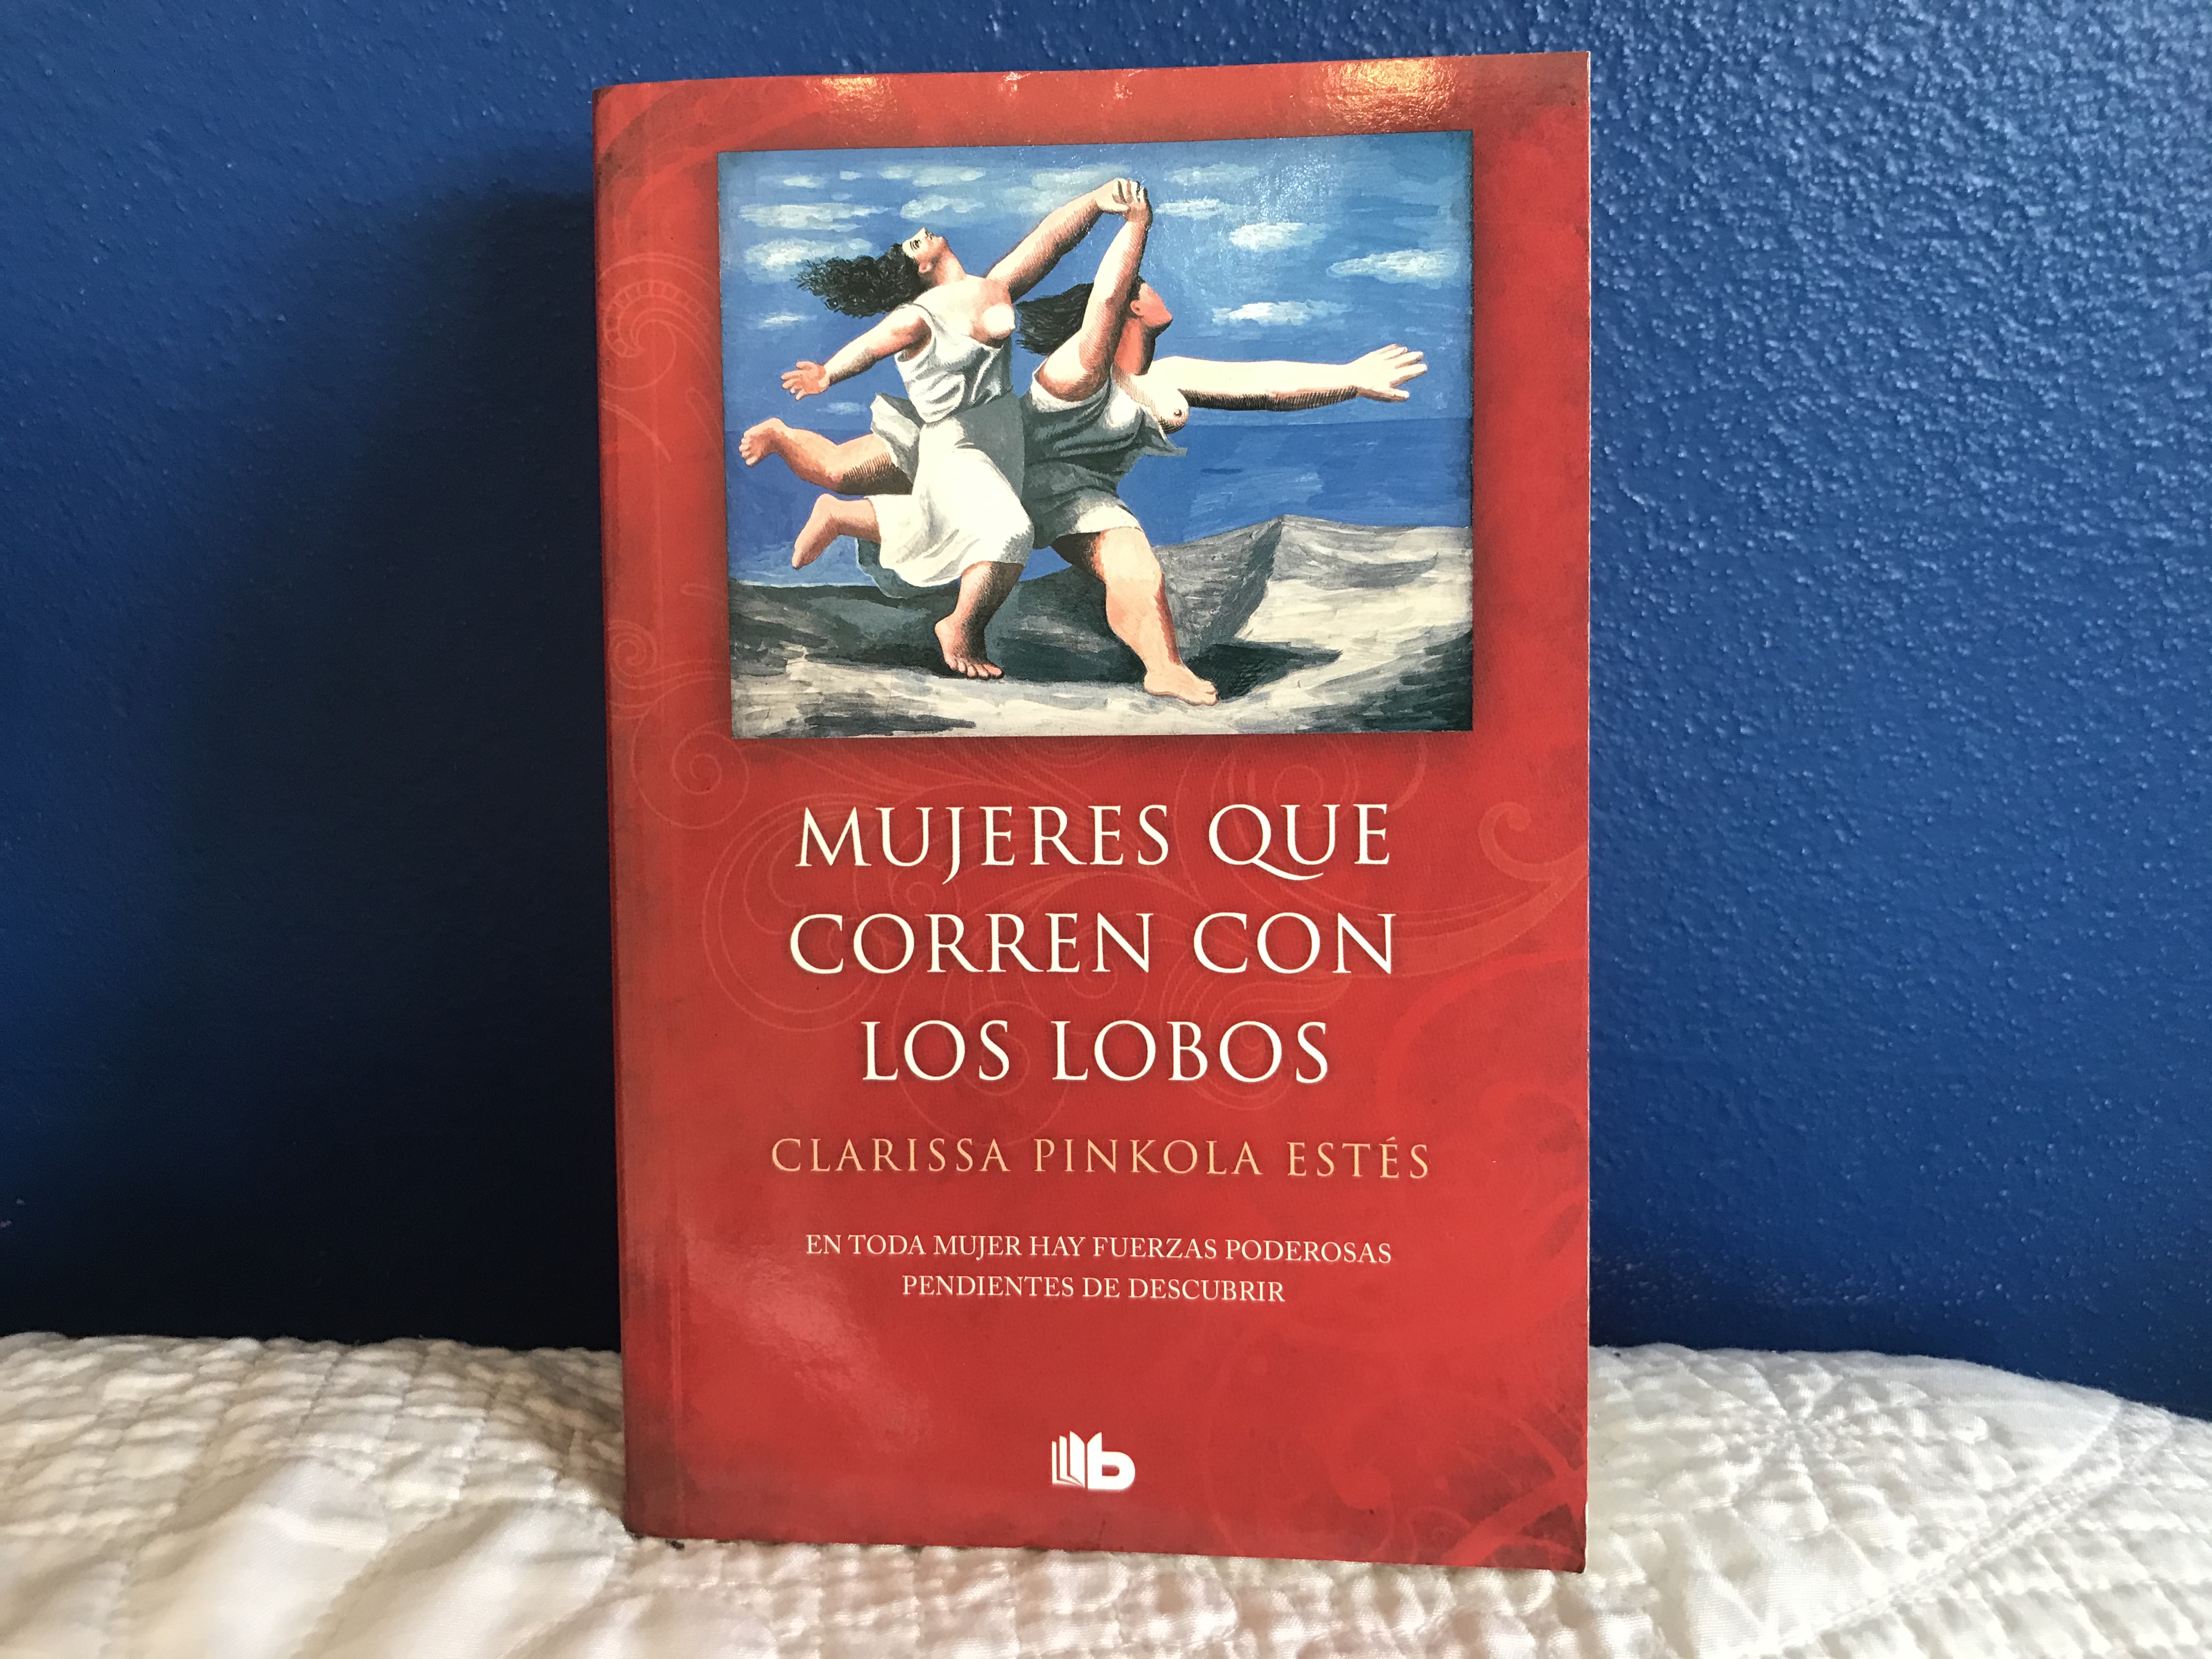 MUJERES QUE
CORREN CON
LOS LOBOS
CLARISSA PINKOLA ESTÉS
EN TODA MUJER HAY FUERZAS PODEROSAS
PENDIENTES DE DESCUBRIR
b